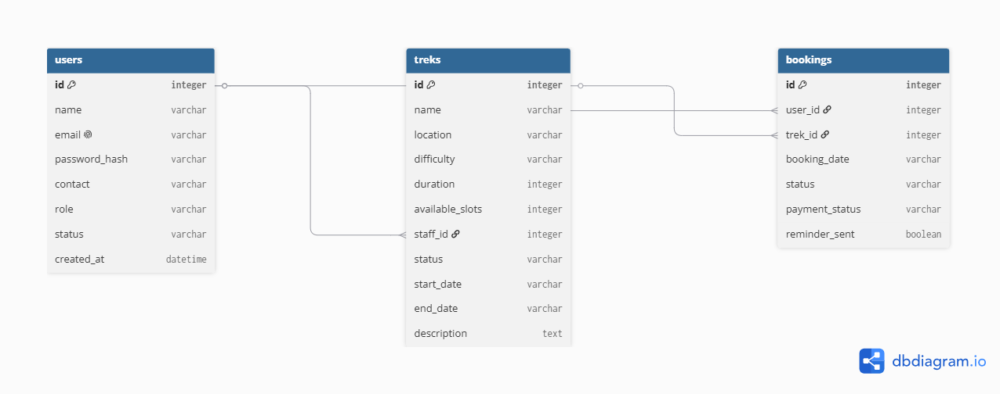 users
id integer
name varchar
email varchar
password_hash varchar
contact varchar
role varchar
status varchar
created_at datetime
treks
id integer
name varchar
location varchar
difficulty varchar
duration integer
available_slots integer
staff_id integer
status varchar
start_date varchar
end_date varchar
description text
bookings
id integer
user_id integer
trek_id integer
booking_date varchar
status varchar
payment_status varchar
reminder_sent boolean
dbdiagram.io